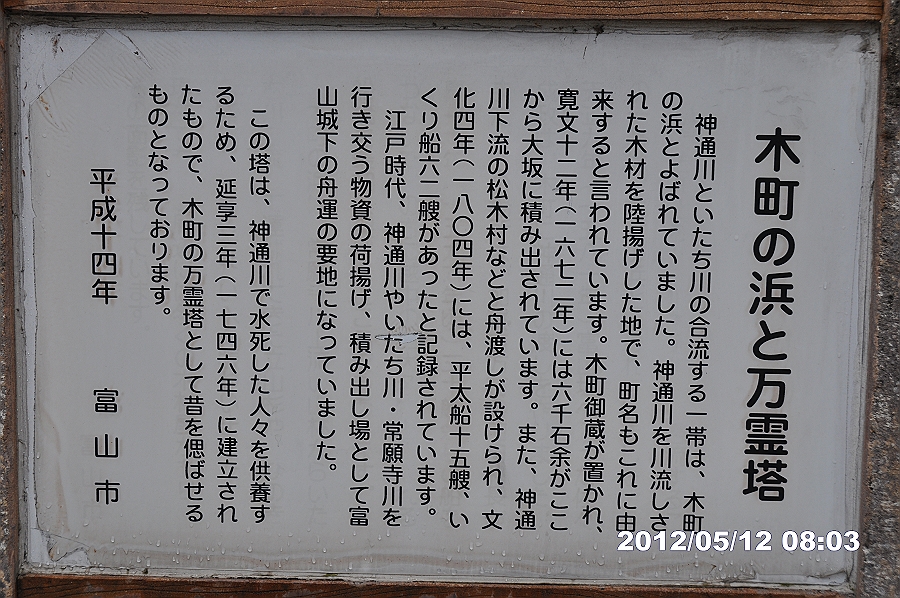 木町の浜と万霊塔
神通川といたち川の合流する一帯は、木町
の浜とよばれていました。神通川を川流しさ
れた木材を陸揚げした地で、町名もこれに由
来すると言われています。木町御蔵が置かれ、
寛文十二年(一六七二年)には六千石余がここ
から大坂に積み出されています。また、神通
川下流の松木村などと舟渡しが設けられ、文
化四年(一八〇四年)には、平太船十五艘、い
くり船六二艘があったと記録されています。
江戸時代、神通川やいたち川・常願寺川を
行き交う物資の荷揚げ、積み出し場として富
山城下の舟運の要地になっていました。
この塔は、神通川で水死した人々を供養す
るため、延享三年(一七四六年)に建立され
たもので、木町の万霊塔として昔を偲ばせる
ものとなっております。
平成十四年 富山市
2012/05/12 08:03